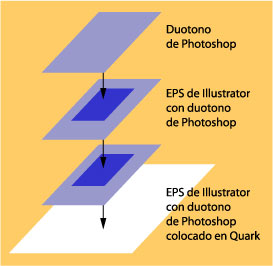 Duotono
de Photoshop
EPS de Illustrator
con duotono
de Photoshop
EPS de Illustrator
con duotono
de Photoshop
colocado en Quark